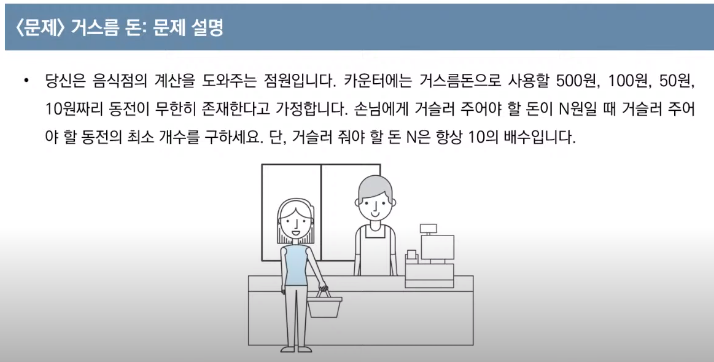 <문제> 거스름 돈: 문제 설명
• 당신은 음식점의 계산을 도와주는 점원입니다. 카운터에는 거스름돈으로 사용할 500원, 100원, 50원,
10원짜리 동전이 무한히 존재한다고 가정합니다. 손님에게 거슬러 주어야 할 돈이 N원일 때 거슬러 주어
야 할 동전의 최소 개수를 구하세요. 단, 거슬러 줘야 할 돈 N은 항상 10의 배수입니다.